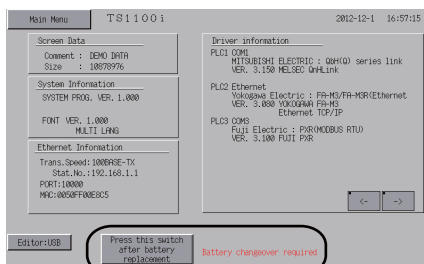 Main Menu TS1100i 2012-12-1 16:57:15
Screen Data
Comment : DEMO DATA
Size : 10878976
System Information
SYSTEM PROG. VER. 1.000
FONT VER. 1.000
MULTI LANG
Ethernet Information
Trans.Speed:100BASE-TX
Stat.No.:192.168.1.1
PORT:10000
MAC:0050FF00E8C5
Driver information
PLC1 COM1
MITSUBISHI ELECTRIC : QnH(Q) series link
VER. 3.150 MELSEC QnHLink
PLC2 Ethernet
Yokogawa Electric : FA-M3/FA-M3R(Ethernet
VER. 3.080 YOKOGAWA FA-M3
Ethernet TCP/IP
PLC3 COM3
Fuji Electric : PXR(MODBUS RTU)
VER. 3.100 FUJI PXR
<- ->
Editor:USB
Press this switch
after battery
replacement
Battery changeover required